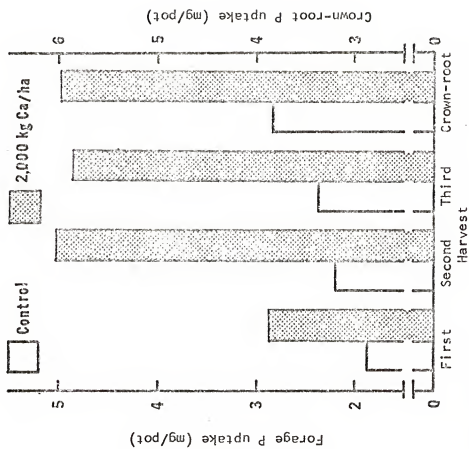 Control
2,000 kg Ca/ha
Forage P uptake (mg/pot)
5
4
3
2
0
Crown-root P uptake (mg/pot)
6
5
4
3
0
First
Second
Third
Crown-root
Harvest